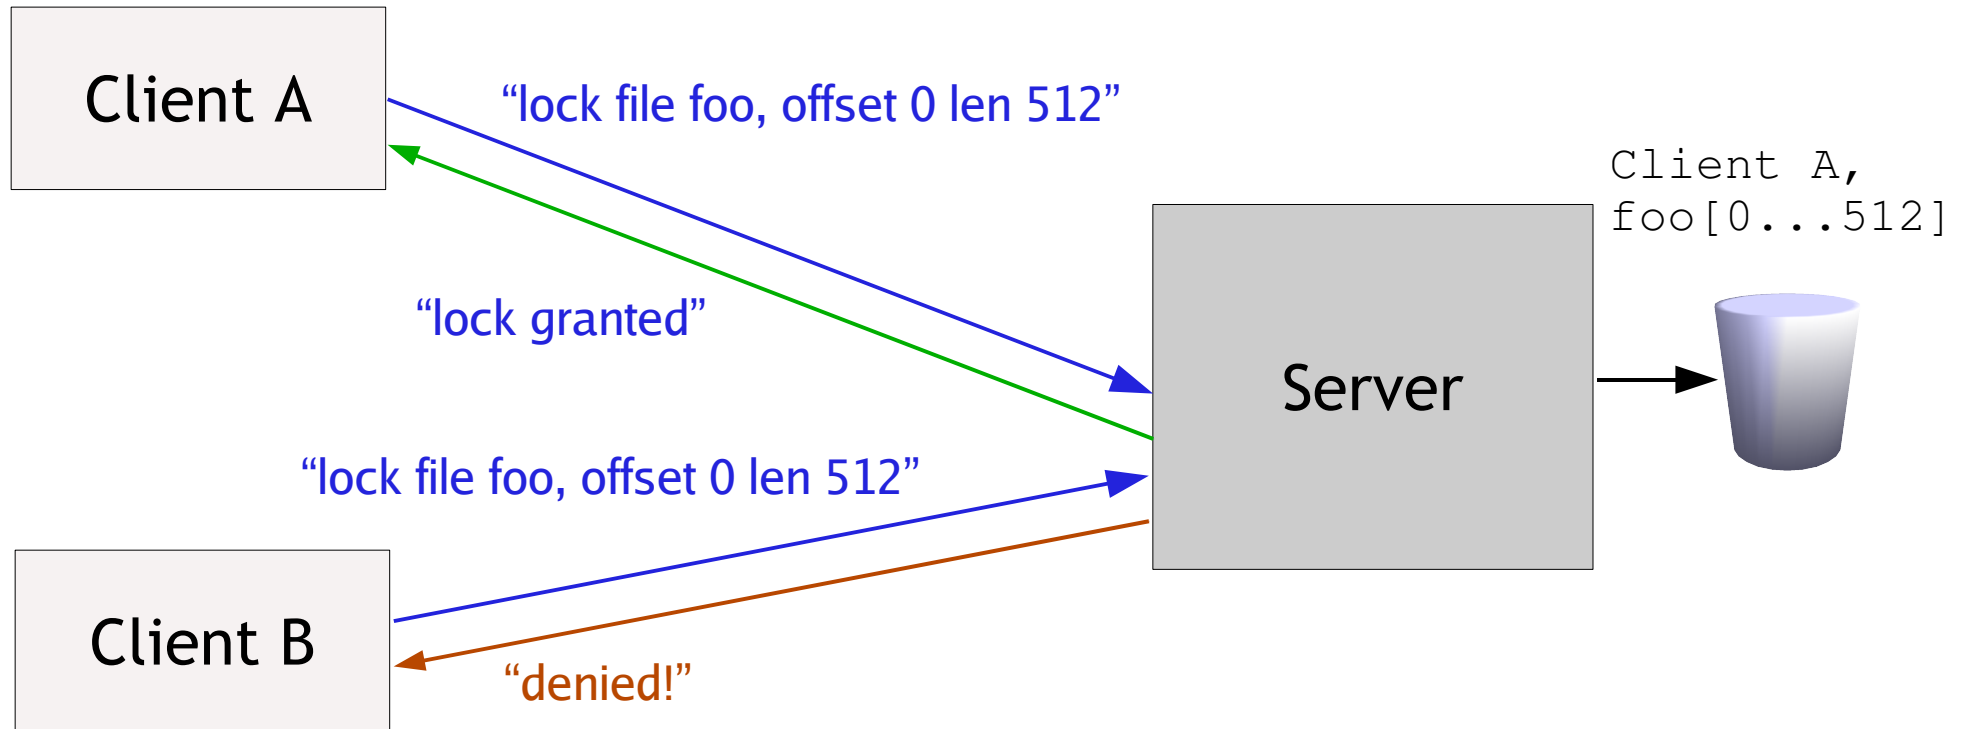 Client A
“lock file foo, offset 0 len 512”
Client A,
foo[0...512]
“lock granted”
Server
“lock file foo, offset 0 len 512”
Client B
“denied!”